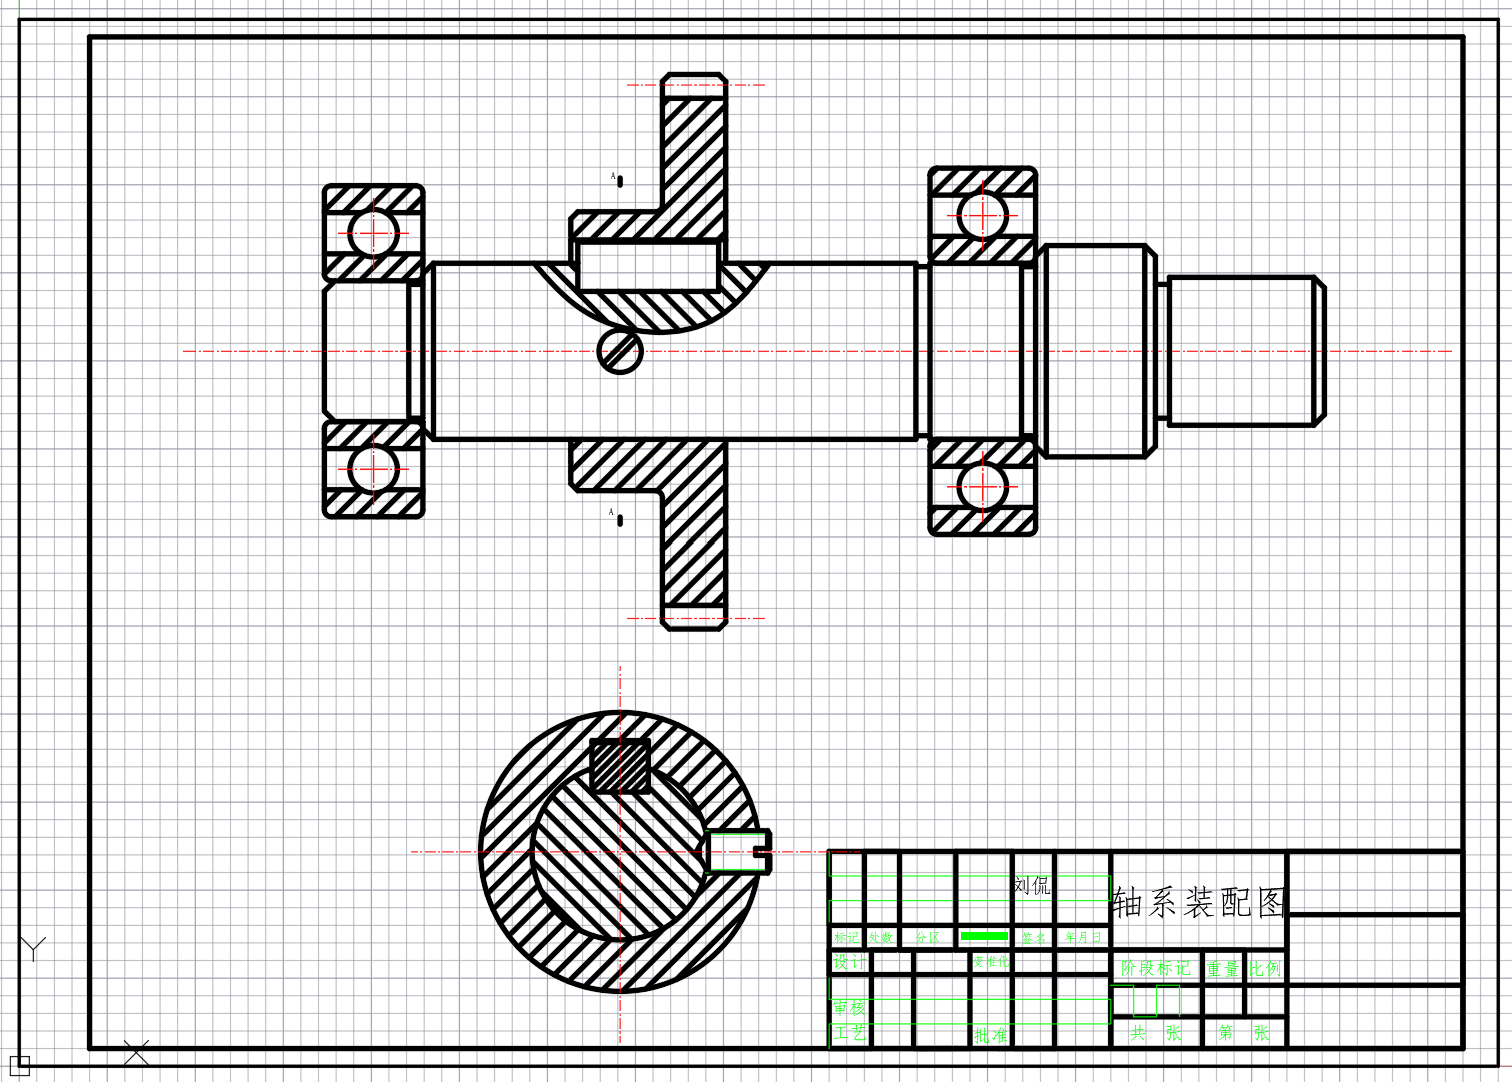 A
A
刘侃
轴系装配图
标记 处数 分区 签名 年月日
设计 标准化
阶段标记 重量 比例
审核
工艺 批准
共 张 第 张
Y
X